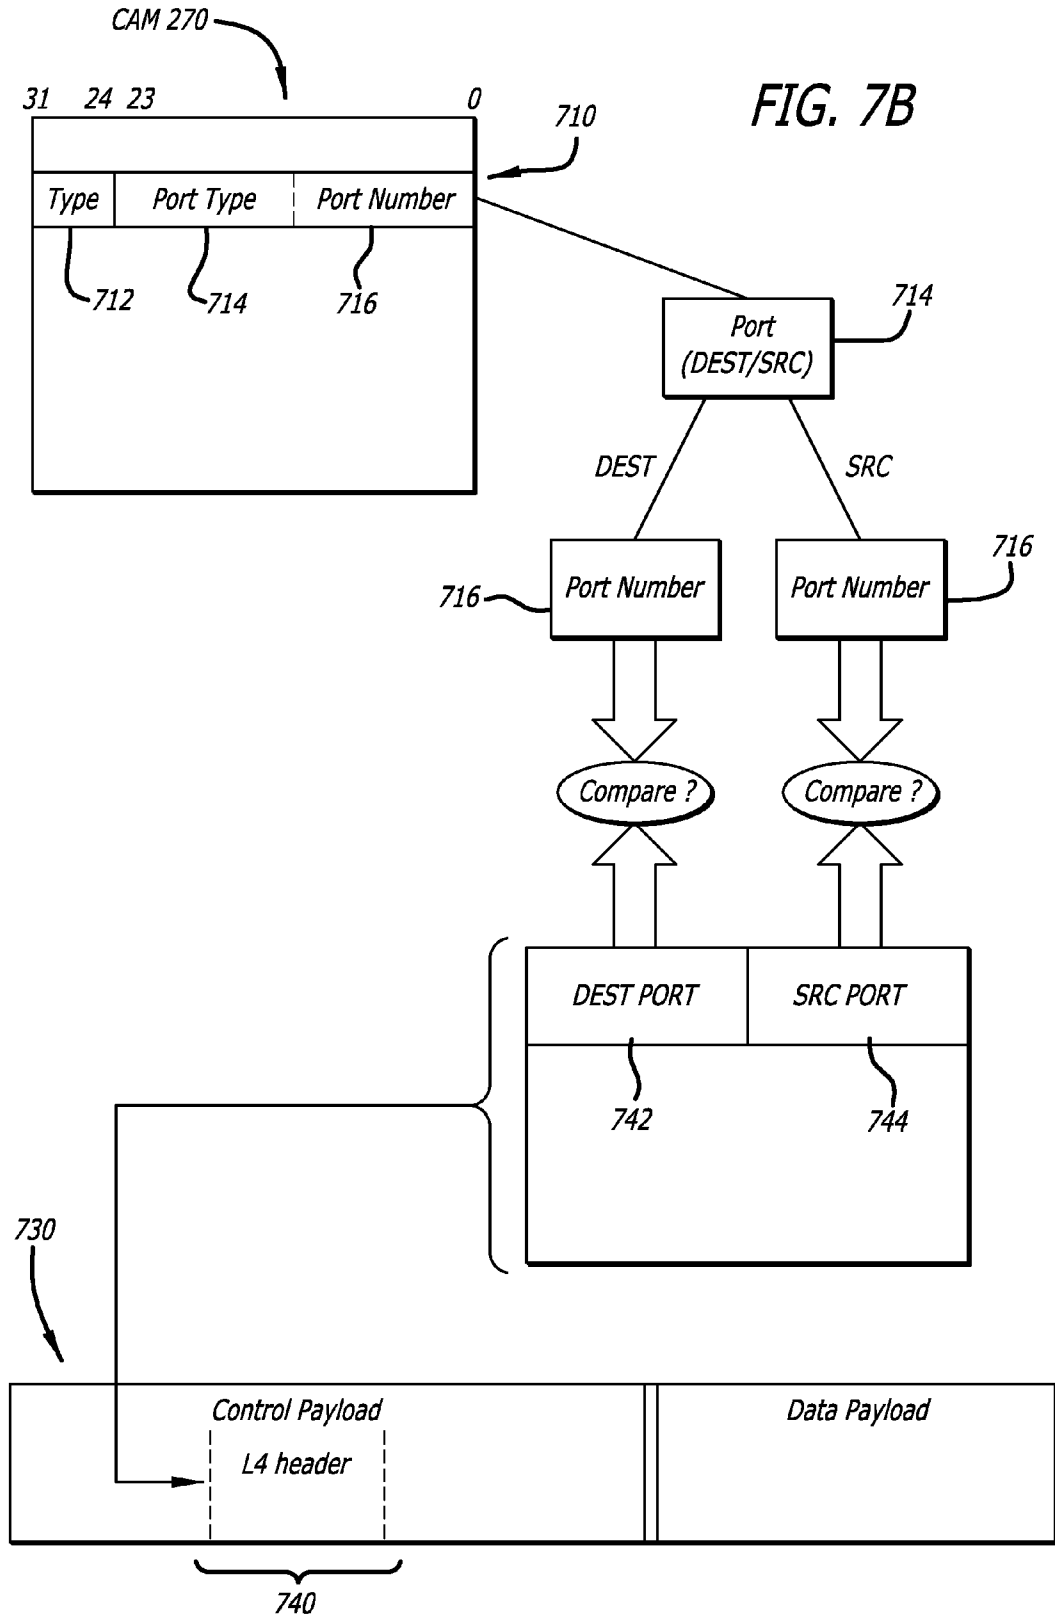 CAM 270
FIG. 7B
31 24 23 0
710
Type Port Type Port Number
712 714 716
Port
(DEST/SRC)
714
DEST SRC
716 Port Number Port Number 716
Compare ? Compare ?
DEST PORT SRC PORT
742 744
730
Control Payload Data Payload
L4 header
740